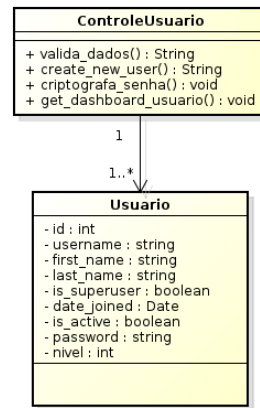 ControleUsuario
+ valida_dados() : String
+ create_new_user() : String
+ criptografa_senha() : void
+ get_dashboard_usuario() : void
1
1..*
Usuario
- id : int
- username : string
- first_name : string
- last_name : string
- is_superuser : boolean
- date_joined : Date
- is_active : boolean
- password : string
- nivel : int